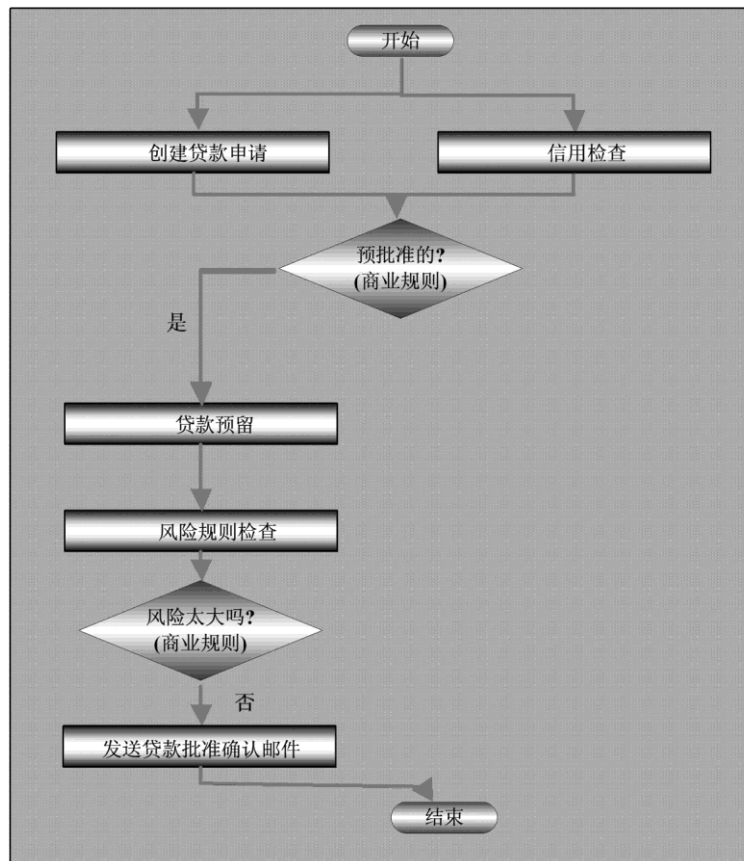 开始
创建贷款申请
信用检查
预批准的?
(商业规则)
是
贷款预留
风险规则检查
风险太大吗?
(商业规则)
否
发送贷款批准确认邮件
结束